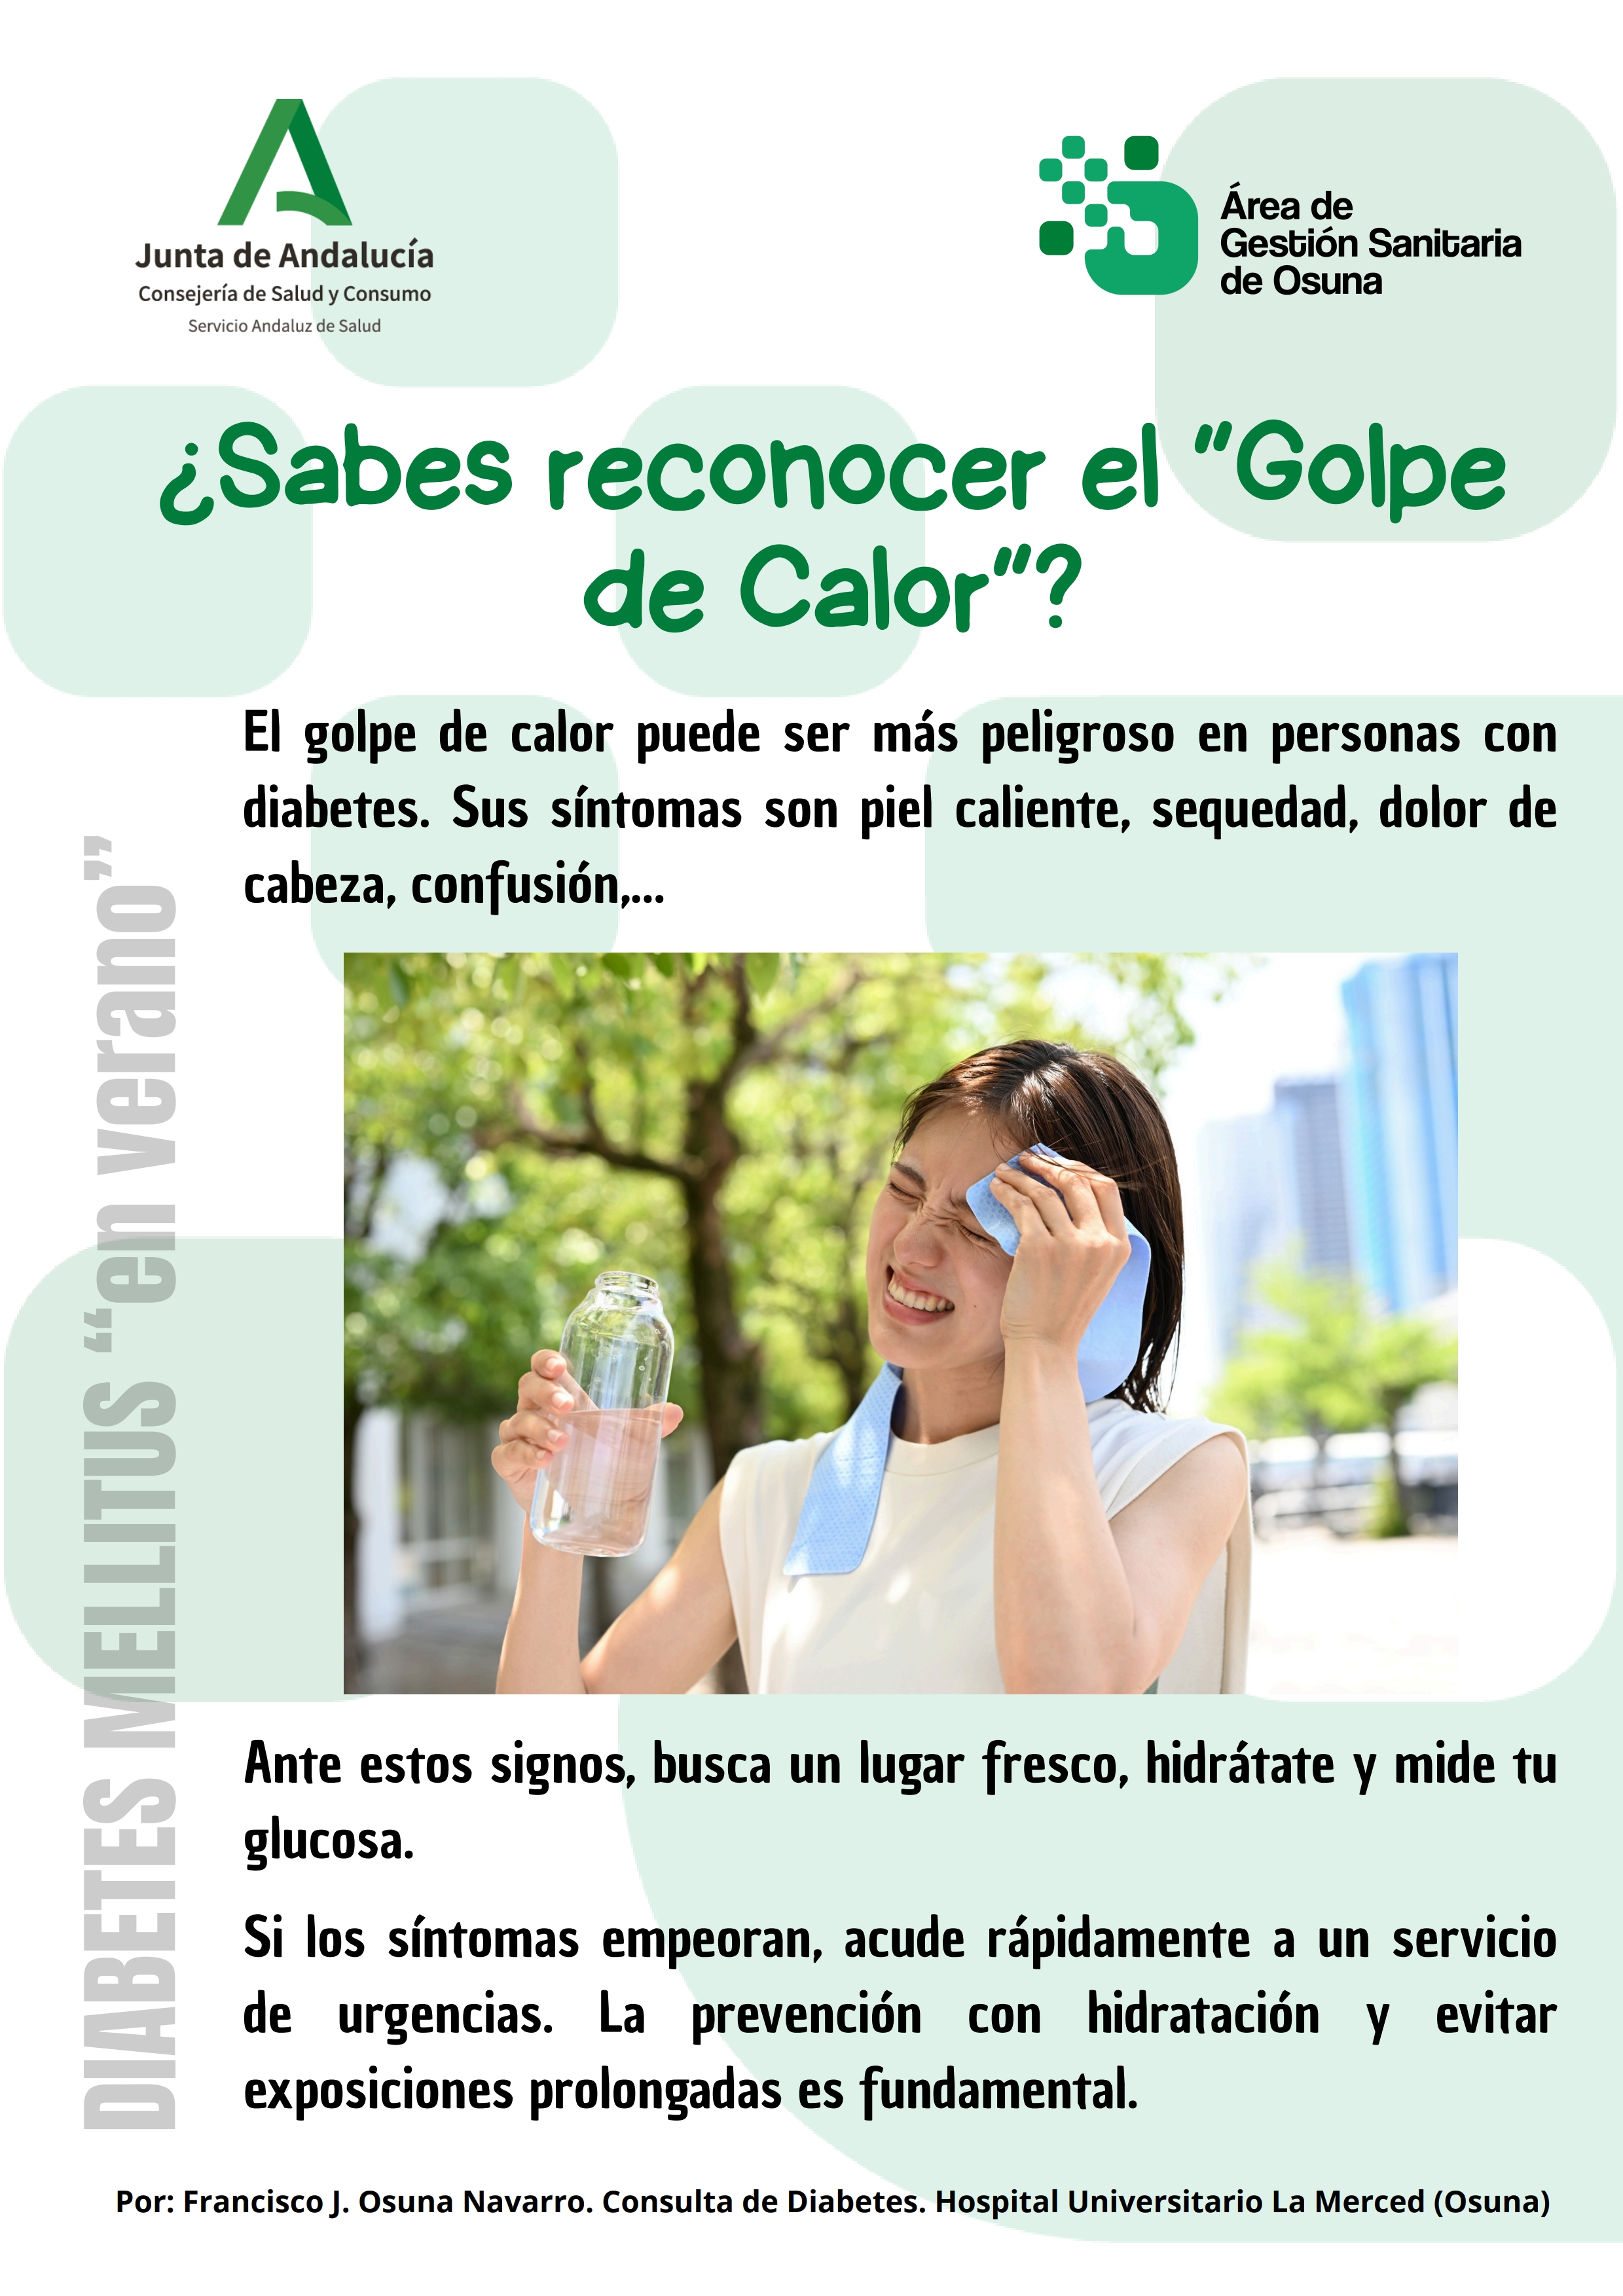 Junta de Andalucía
Consejería de Salud y Consumo
Servicio Andaluz de Salud
Área de
Gestión Sanitaria
de Osuna
¿Sabes reconocer el "Golpe
de Calor"?
El golpe de calor puede ser más peligroso en personas con
diabetes. Sus síntomas son piel caliente, sequedad, dolor de
cabeza, confusión,...
DIABETES MELLITUS “en verano”
Ante estos signos, busca un lugar fresco, hidrátate y mide tu
glucosa.
Si los síntomas empeoran, acude rápidamente a un servicio
de urgencias. La prevención con hidratación y evitar
exposiciones prolongadas es fundamental.
Por: Francisco J. Osuna Navarro. Consulta de Diabetes. Hospital Universitario La Merced (Osuna)